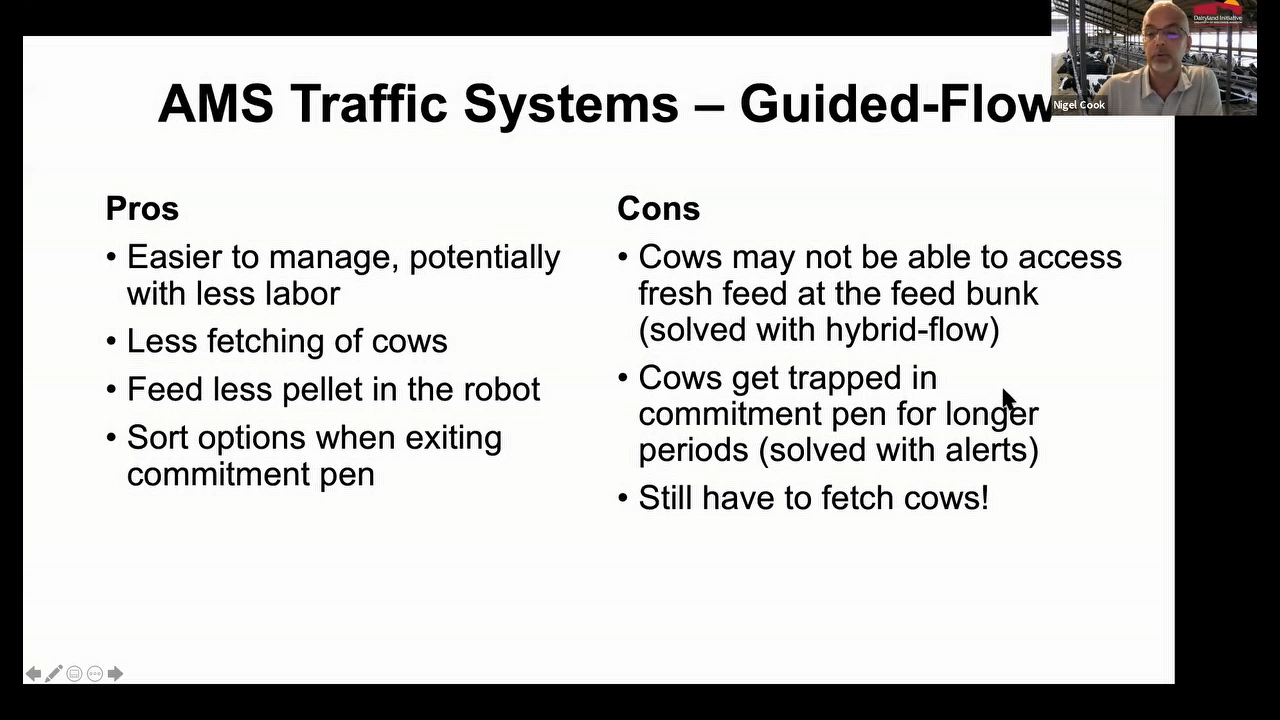 AMS Traffic Systems – Guided-Flow
Nigel Cook
Dairyland Initiative
Pros
• Easier to manage, potentially
with less labor
• Less fetching of cows
• Feed less pellet in the robot
• Sort options when exiting
commitment pen
Cons
• Cows may not be able to access
fresh feed at the feed bunk
(solved with hybrid-flow)
• Cows get trapped in
commitment pen for longer
periods (solved with alerts)
• Still have to fetch cows!